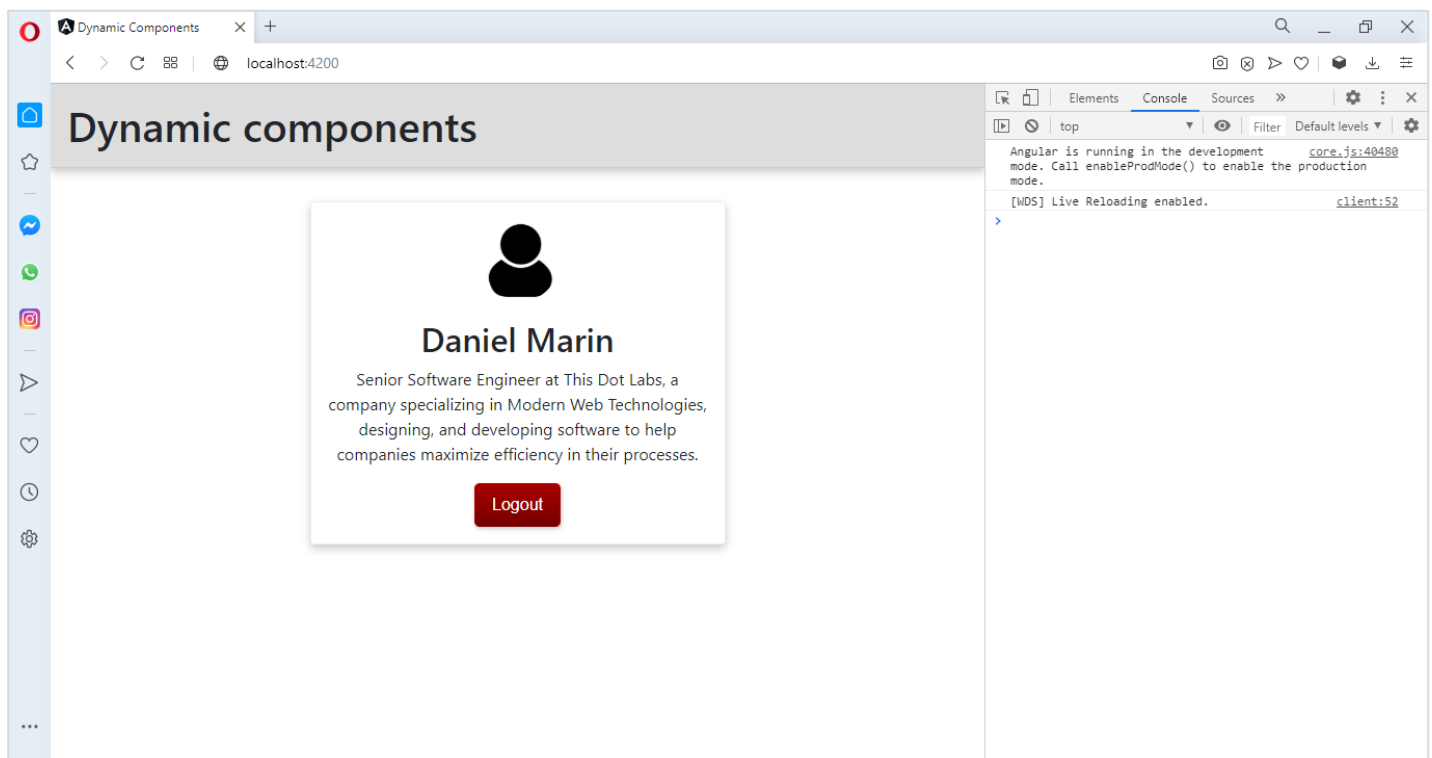 Dynamic Components
localhost:4200
Dynamic components
Daniel Marin
Senior Software Engineer at This Dot Labs, a
company specializing in Modern Web Technologies,
designing, and developing software to help
companies maximize efficiency in their processes.
Logout
Elements Console Sources
top Filter Default levels
Angular is running in the development core.js:40480
mode. Call enableProdMode() to enable the production
mode.
[WDS] Live Reloading enabled. client:52